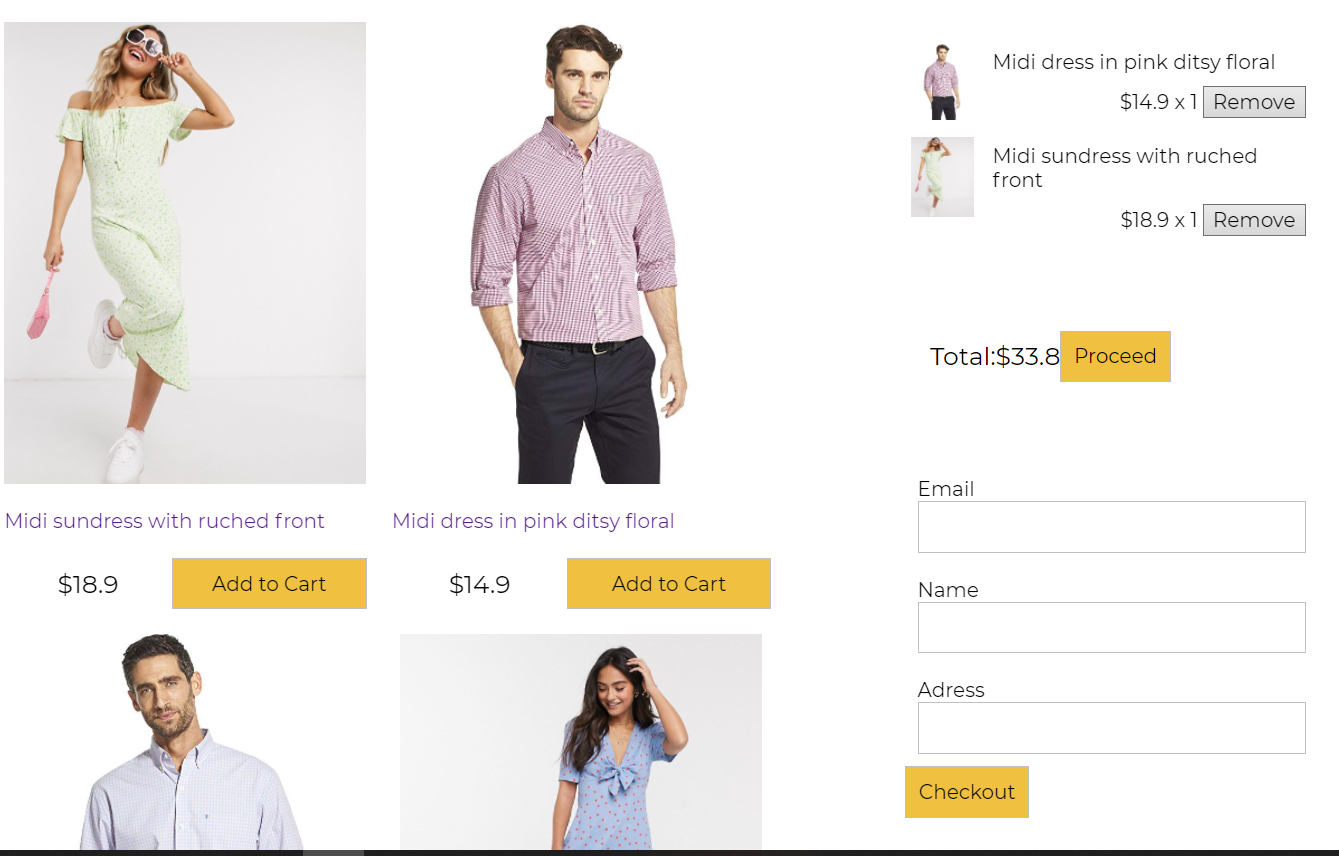 Midi sundress with ruched front
$18.9
Add to Cart
Midi dress in pink ditsy floral
$14.9
Add to Cart
Midi dress in pink ditsy floral
$14.9 x 1
Remove
Midi sundress with ruched
front
$18.9 x 1
Remove
Total:$33.8
Proceed
Email
Name
Adress
Checkout